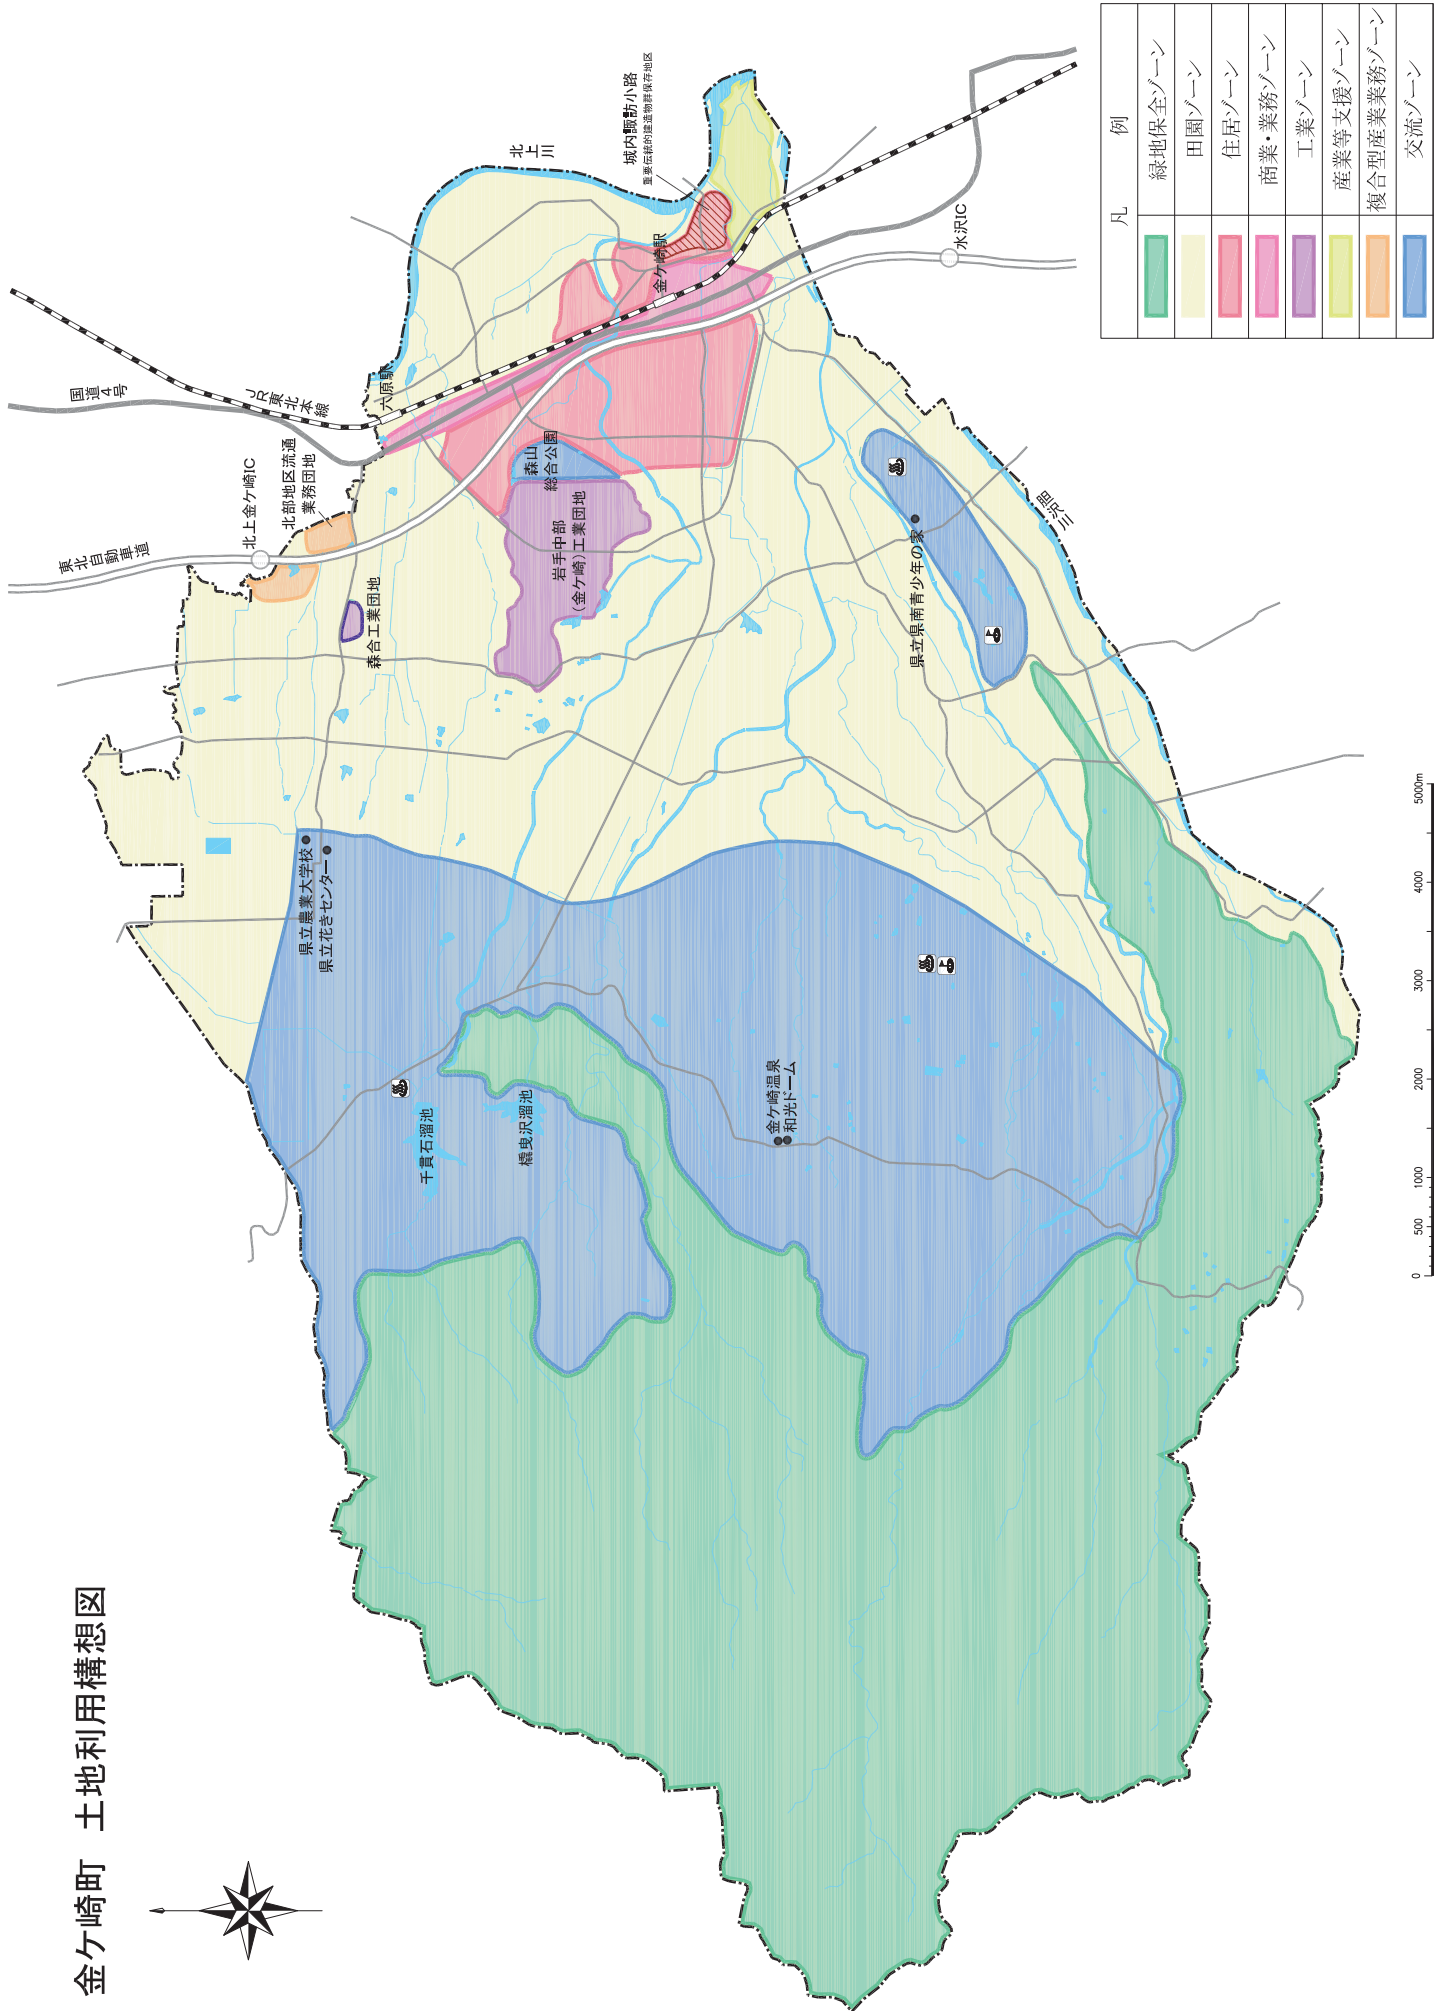 金ケ崎町　土地利用構想図
凡　例
緑地保全ゾーン
田園ゾーン
住居ゾーン
商業・業務ゾーン
工業ゾーン
産業等支援ゾーン
複合型産業業務ゾーン
交流ゾーン
国道4号
JR東北本線
東北自動車道
北上金ケ崎IC
北部地区流通
業務団地
六原駅
森合工業団地
北上川
城内諏訪小路
重要伝統的建造物群保存地区
金ケ崎駅
水沢IC
森山
総合公園
岩手中部
(金ケ崎)工業団地
県立県南青少年の家
胆沢川
県立農業大学校
県立花きセンター
千貫石溜池
橇曳沢溜池
金ケ崎温泉
和光ドーム
0 500 1000 2000 3000 4000 5000m